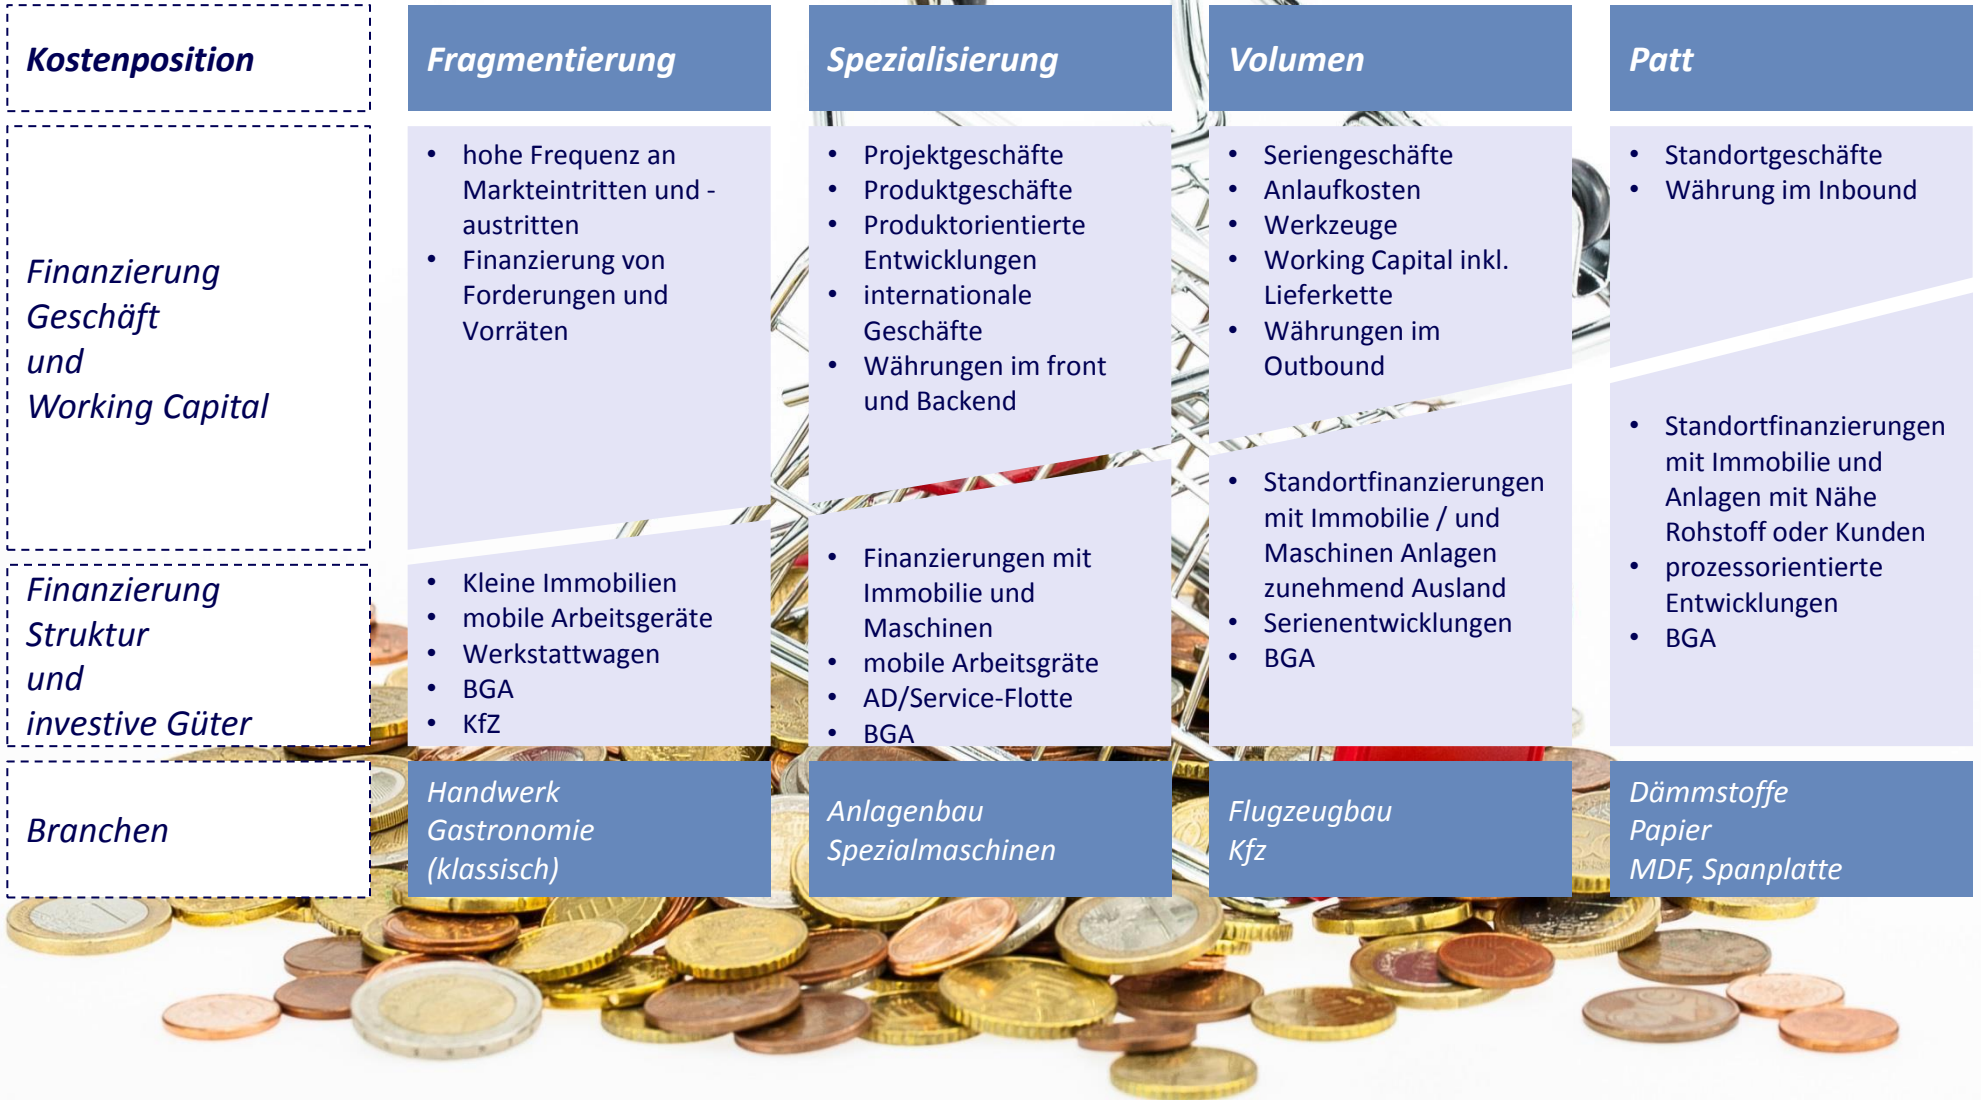 Kostenposition
Fragmentierung
Spezialisierung
Volumen
Patt
Finanzierung
Geschäft
und
Working Capital
• hohe Frequenz an
Markteintritten und -
austritten
• Finanzierung von
Forderungen und
Vorräten
• Projektgeschäfte
• Produktgeschäfte
• Produktorientierte
Entwicklungen
• internationale
Geschäfte
• Währungen im front
und Backend
• Seriengeschäfte
• Anlaufkosten
• Werkzeuge
• Working Capital inkl.
Lieferkette
• Währungen im
Outbound
• Standortgeschäfte
• Währung im Inbound
Finanzierung
Struktur
und
investive Güter
• Kleine Immobilien
• mobile Arbeitsgeräte
• Werkstattwagen
• BGA
• KfZ
• Finanzierungen mit
Immobilie und
Maschinen
• mobile Arbeitsgräte
• AD/Service-Flotte
• BGA
• Standortfinanzierungen
mit Immobilie / und
Maschinen Anlagen
zunehmend Ausland
• Serienentwicklungen
• BGA
• Standortfinanzierungen
mit Immobilie und
Anlagen mit Nähe
Rohstoff oder Kunden
• prozessorientierte
Entwicklungen
• BGA
Branchen
Handwerk
Gastronomie
(klassisch)
Anlagenbau
Spezialmaschinen
Flugzeugbau
Kfz
Dämmstoffe
Papier
MDF, Spanplatte